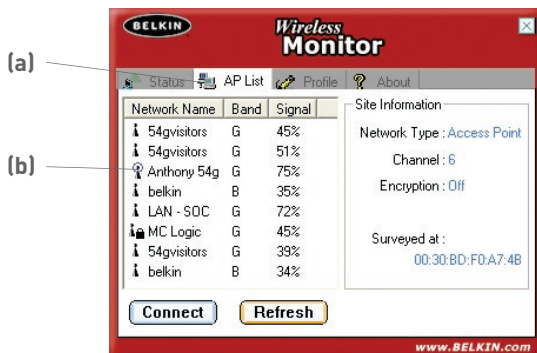 BELKIN
Wireless
Monitor
(a)
Status AP List Profile ? About
Network Name Band Signal
54gvisitors G 45%
54gvisitors G 51%
(b)
Anthony 54g G 75%
belkin B 35%
LAN - SOC G 72%
MC Logic G 45%
54gvisitors G 39%
belkin B 34%
Site Information
Network Type : Access Point
Channel : 6
Encryption : Off
Surveyed at :
00:30:BD:F0:A7:4B
Connect Refresh
www.BELKIN.com